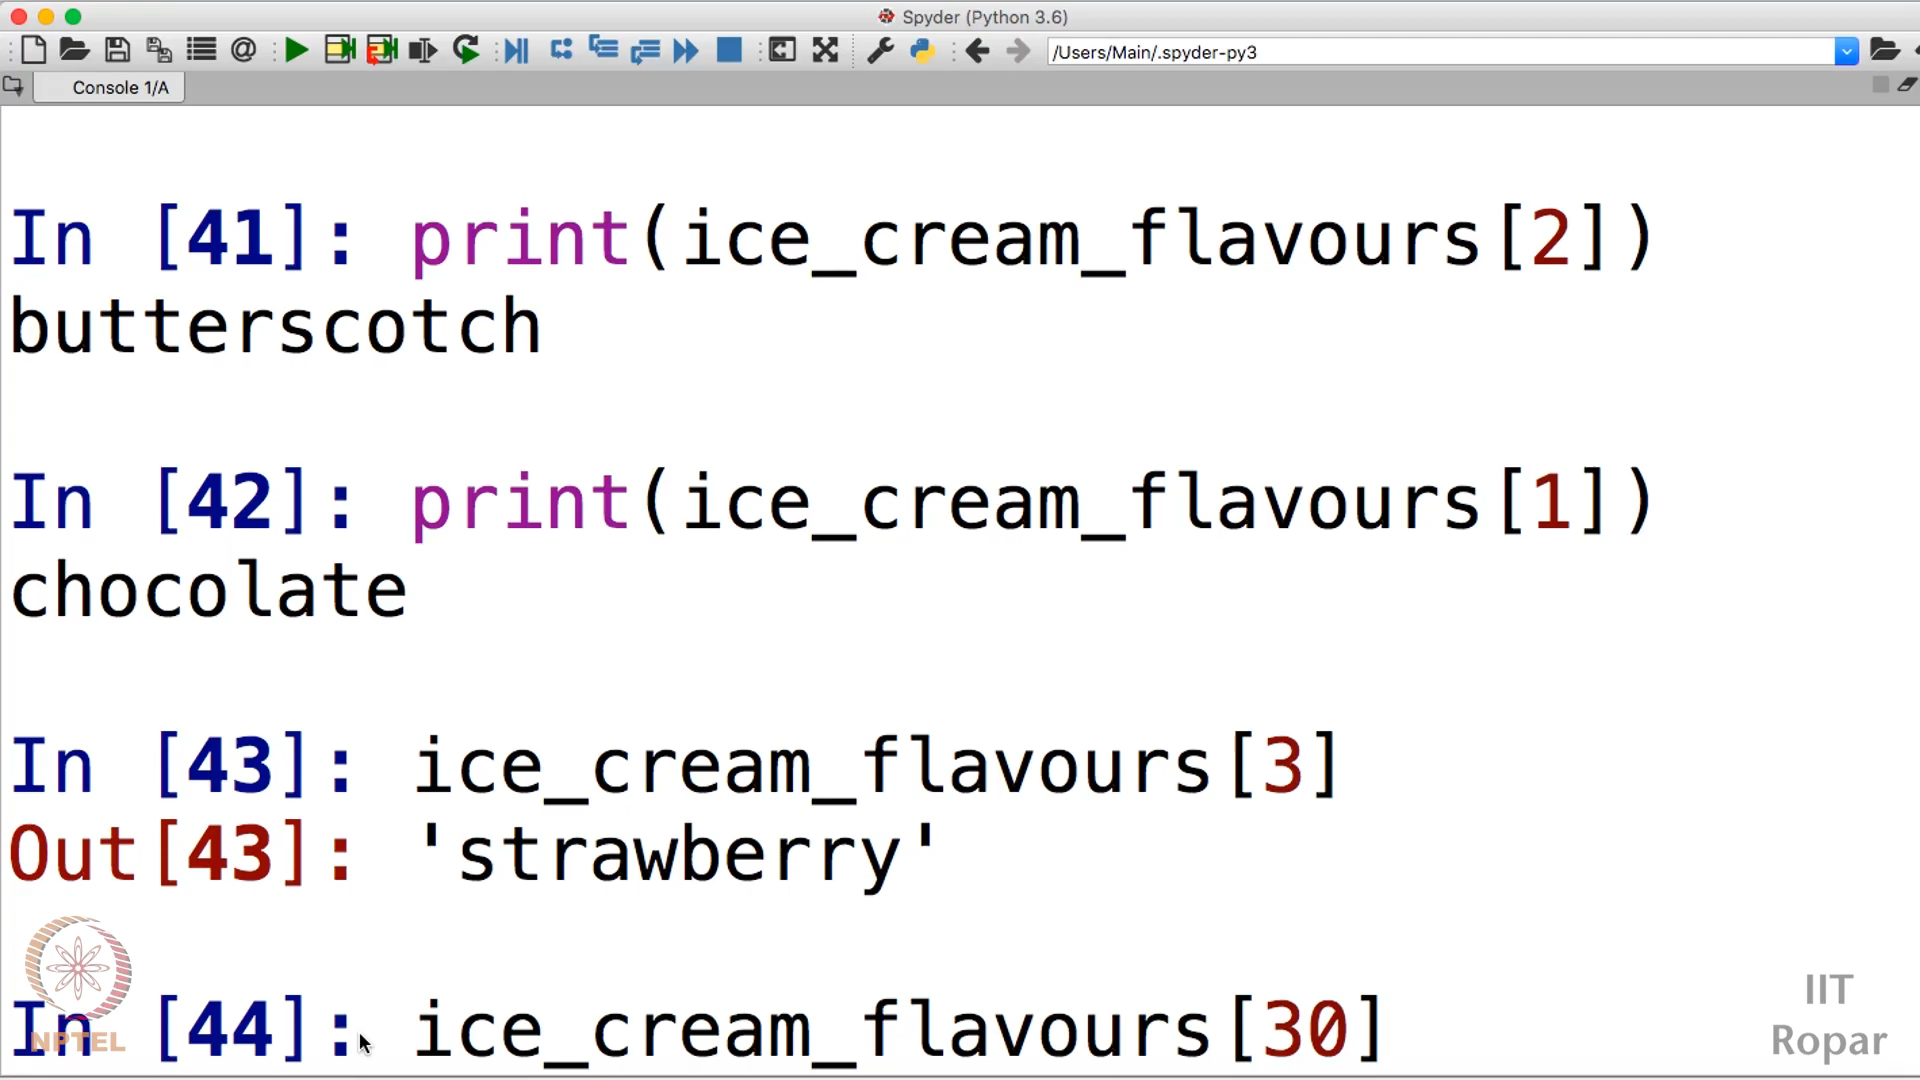 Spyder (Python 3.6)
/Users/Main/.spyder-py3
Console 1/A
In [41]: print(ice_cream_flavours[2])
butterscotch
In [42]: print(ice_cream_flavours[1])
chocolate
In [43]: ice_cream_flavours[3]
Out[43]: 'strawberry'
In [44]: ice_cream_flavours[30]
NPTEL
IIT
Ropar